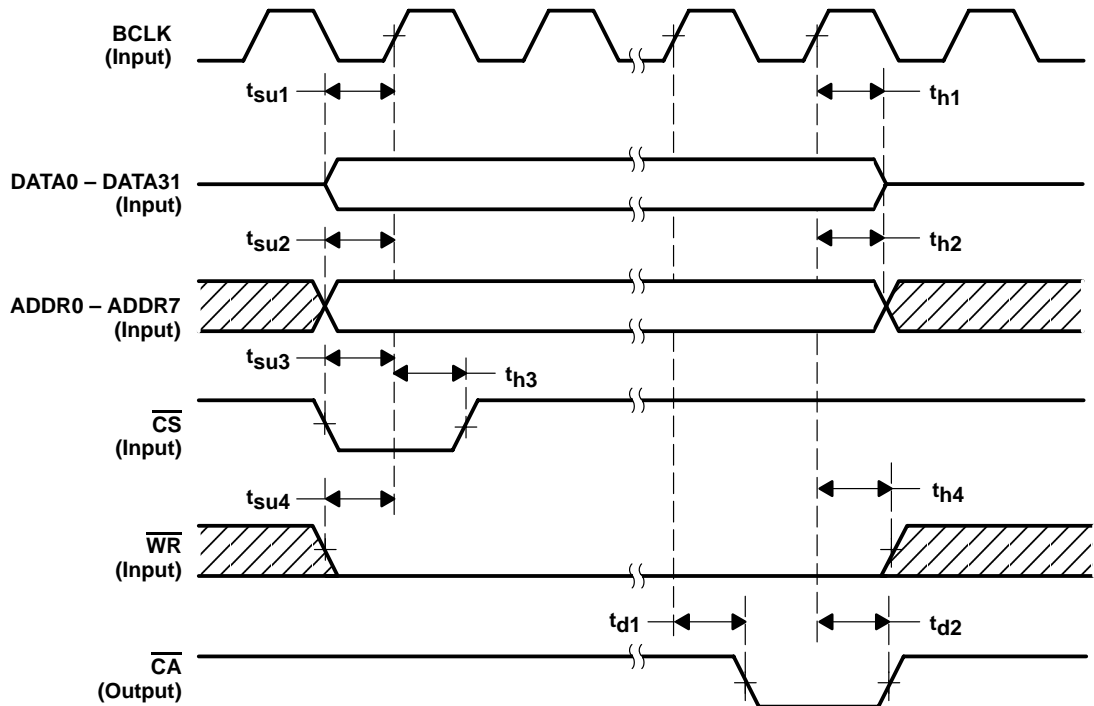 BCLK
(Input)
tsu1
th1
DATA0 – DATA31
(Input)
tsu2
th2
ADDR0 – ADDR7
(Input)
tsu3
th3
CS
(Input)
tsu4
th4
WR
(Input)
td1
td2
CA
(Output)